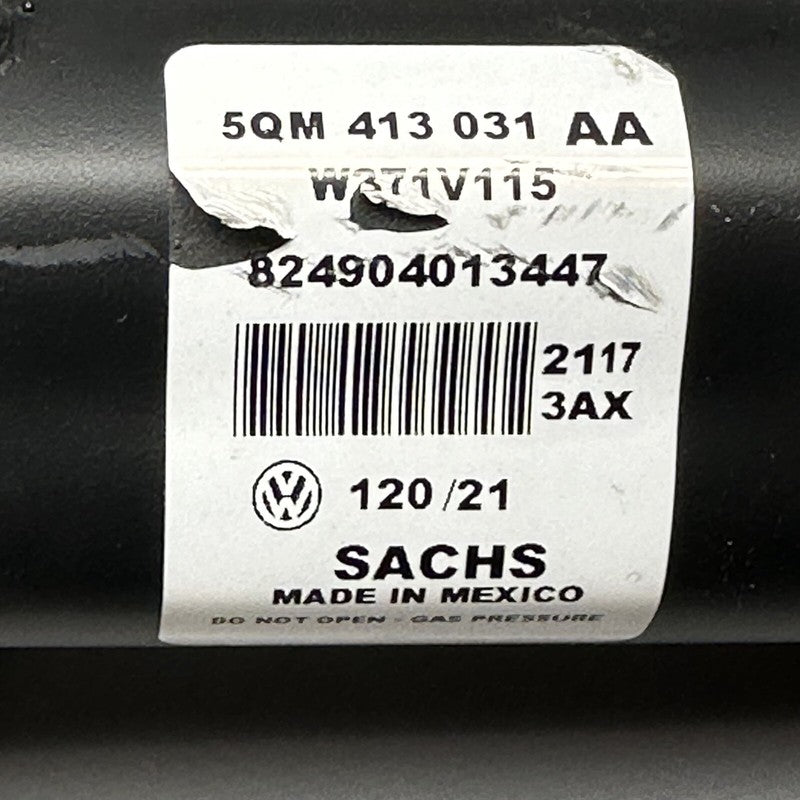 5QM 413 031 AA
W371V115
824904013447
2117
3AX
120/21
SACHS
MADE IN MEXICO
DO NOT OPEN - GAS PRESSURE